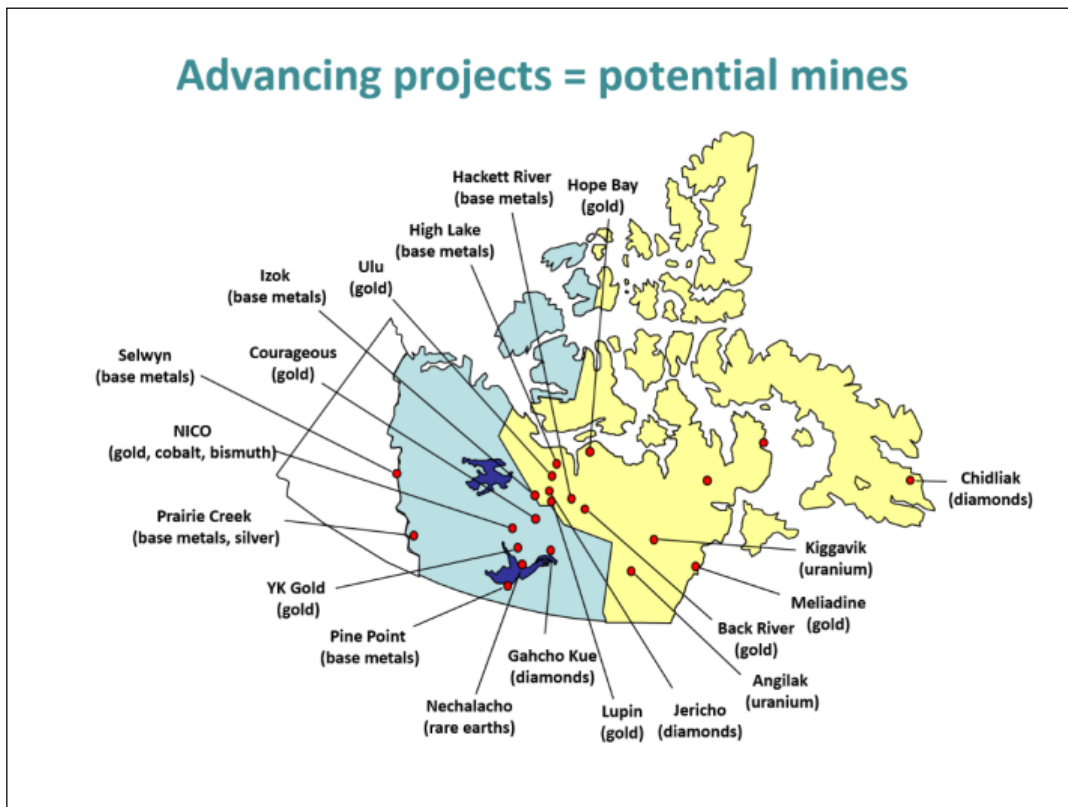 Advancing projects = potential mines
Hackett River
(base metals)
Hope Bay
(gold)
High Lake
(base metals)
Ulu
(gold)
Izok
(base metals)
Courageous
(gold)
Selwyn
(base metals)
NICO
(gold, cobalt, bismuth)
Prairie Creek
(base metals, silver)
YK Gold
(gold)
Pine Point
(base metals)
Nechalacho
(rare earths)
Gahcho Kue
(diamonds)
Lupin
(gold)
Jericho
(diamonds)
Angilak
(uranium)
Back River
(gold)
Meliadine
(gold)
Kiggavik
(uranium)
Chidliak
(diamonds)